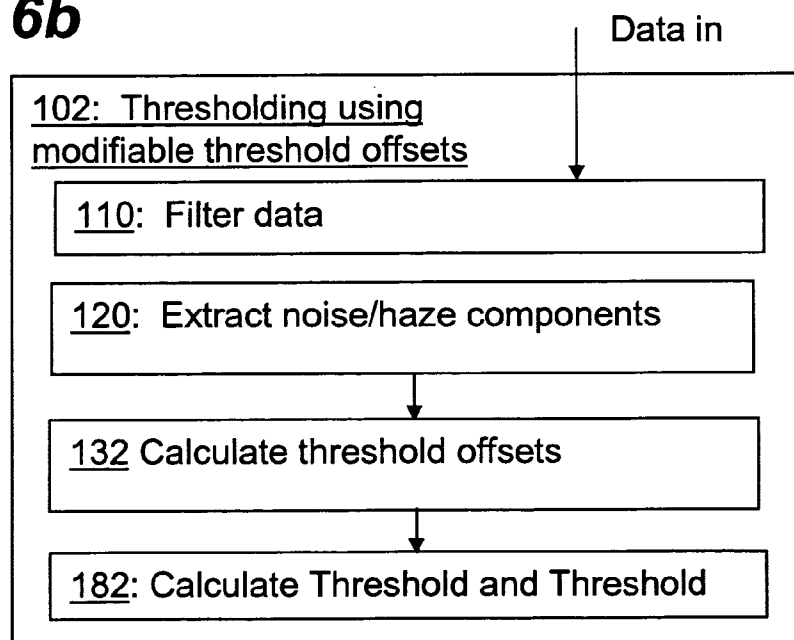 6b
Data in
102: Thresholding using
modifiable threshold offsets
110: Filter data
120: Extract noise/haze components
132 Calculate threshold offsets
182: Calculate Threshold and Threshold